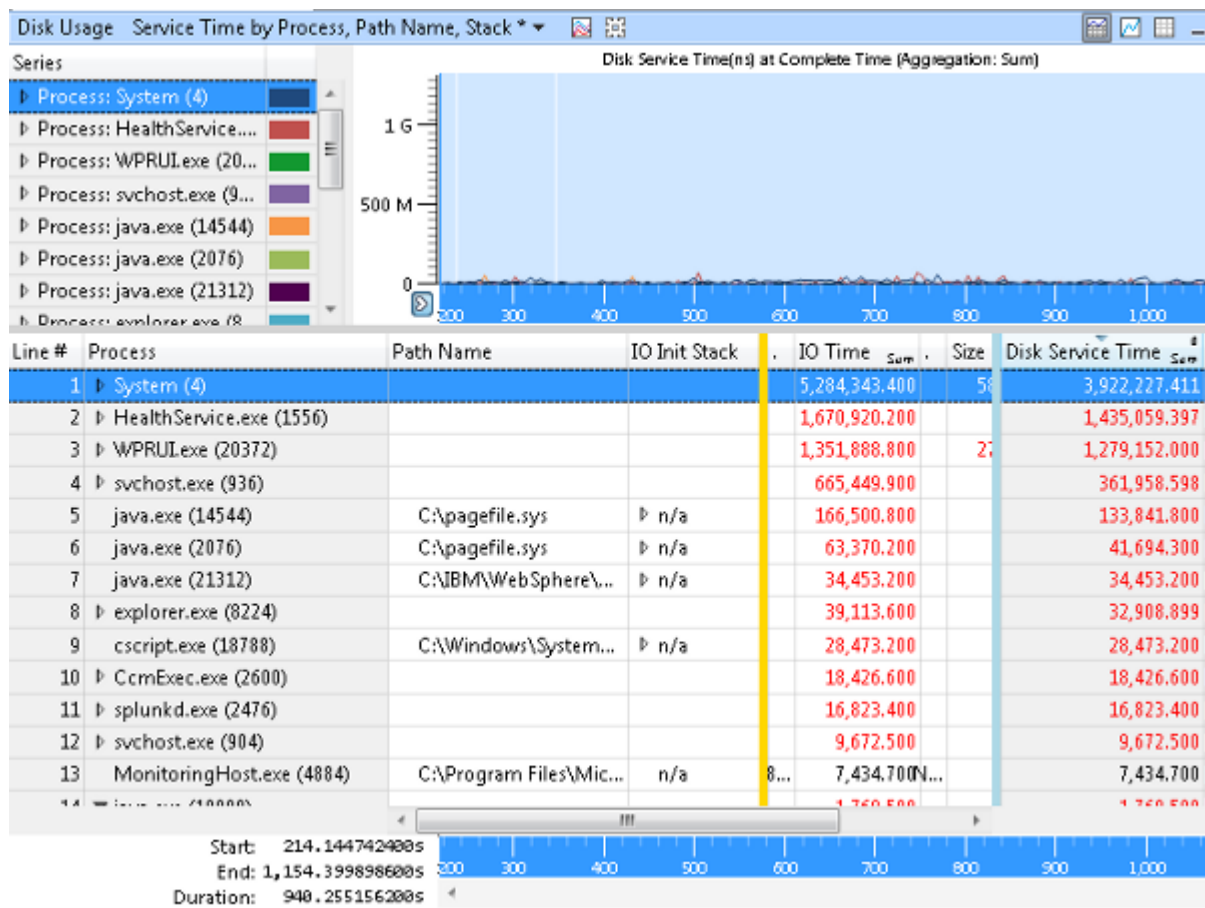 Disk Usage Service Time by Process, Path Name, Stack *
Series
Disk Service Time(ns) at Complete Time (Aggregation: Sum)
Process: System (4)
Process: HealthService....
Process: WPRUI.exe (20...
Process: svchost.exe (9...
Process: java.exe (14544)
Process: java.exe (2076)
Process: java.exe (21312)
Process: explorer.exe (8
1 G
500 M
0
200 300 400 500 600 700 800 900 1,000
Line # Process Path Name IO Init Stack . IO Time Sum . Size Disk Service Time Sum
1 System (4) 5,284,343.400 58 3,922,227.411
2 HealthService.exe (1556) 1,670,920.200 1,435,059.397
3 WPRUI.exe (20372) 1,351,888.800 27 1,279,152.000
4 svchost.exe (936) 665,449.900 361,958.598
5 java.exe (14544) C:\pagefile.sys n/a 166,500.800 133,841.800
6 java.exe (2076) C:\pagefile.sys n/a 63,370.200 41,694.300
7 java.exe (21312) C:\IBM\WebSphere\... n/a 34,453.200 34,453.200
8 explorer.exe (8224) 39,113.600 32,908.899
9 cscript.exe (18788) C:\Windows\System... n/a 28,473.200 28,473.200
10 CcmExec.exe (2600) 18,426.600 18,426.600
11 splunkd.exe (2476) 16,823.400 16,823.400
12 svchost.exe (904) 9,672.500 9,672.500
13 MonitoringHost.exe (4884) C:\Program Files\Mic... n/a 8... 7,434.700 N... 7,434.700
Start: 214.144742400s
End: 1,154.399898600s
Duration: 940.255156200s
200 300 400 500 600 700 800 900 1,000